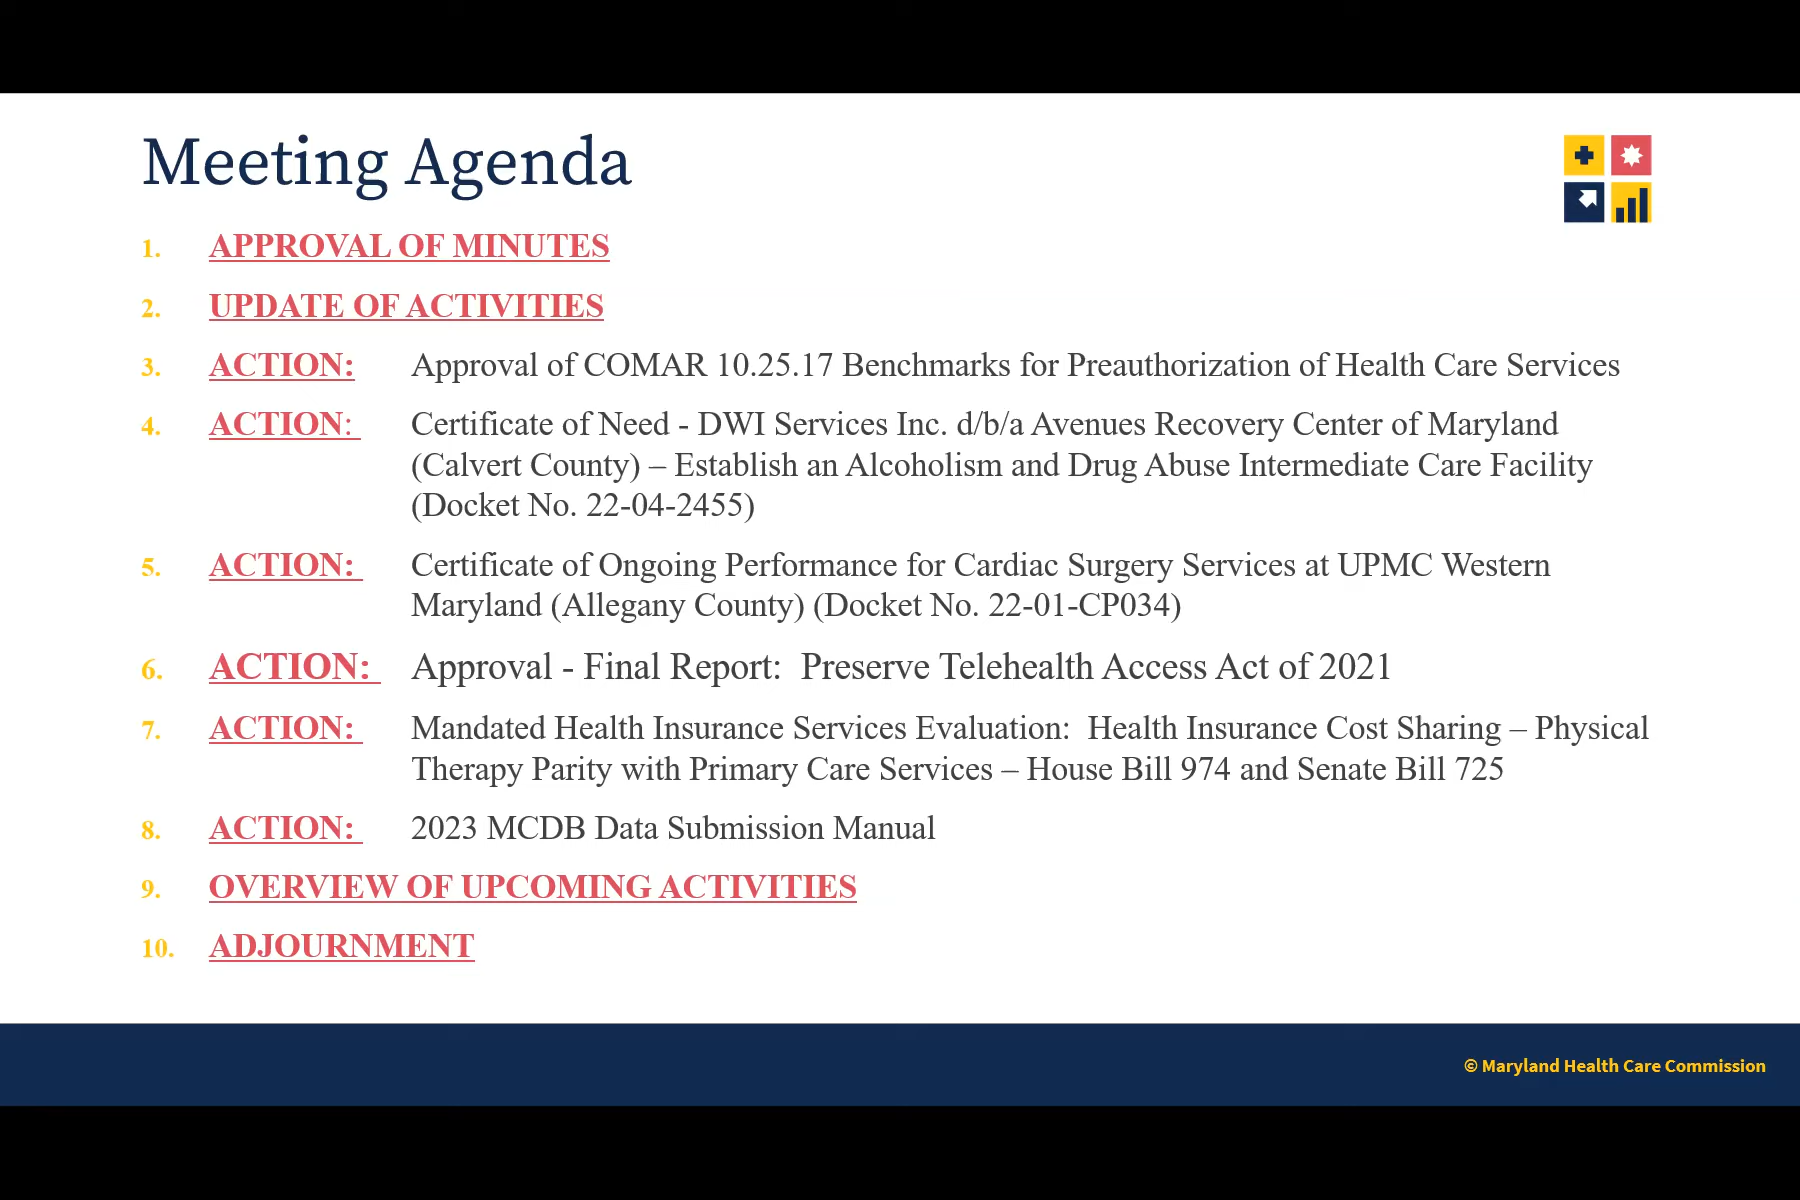 Meeting Agenda
1. APPROVAL OF MINUTES
2. UPDATE OF ACTIVITIES
3. ACTION: Approval of COMAR 10.25.17 Benchmarks for Preauthorization of Health Care Services
4. ACTION: Certificate of Need - DWI Services Inc. d/b/a Avenues Recovery Center of Maryland
(Calvert County) – Establish an Alcoholism and Drug Abuse Intermediate Care Facility
(Docket No. 22-04-2455)
5. ACTION: Certificate of Ongoing Performance for Cardiac Surgery Services at UPMC Western
Maryland (Allegany County) (Docket No. 22-01-CP034)
6. ACTION: Approval - Final Report: Preserve Telehealth Access Act of 2021
7. ACTION: Mandated Health Insurance Services Evaluation: Health Insurance Cost Sharing – Physical
Therapy Parity with Primary Care Services – House Bill 974 and Senate Bill 725
8. ACTION: 2023 MCDB Data Submission Manual
9. OVERVIEW OF UPCOMING ACTIVITIES
10. ADJOURNMENT
© Maryland Health Care Commission